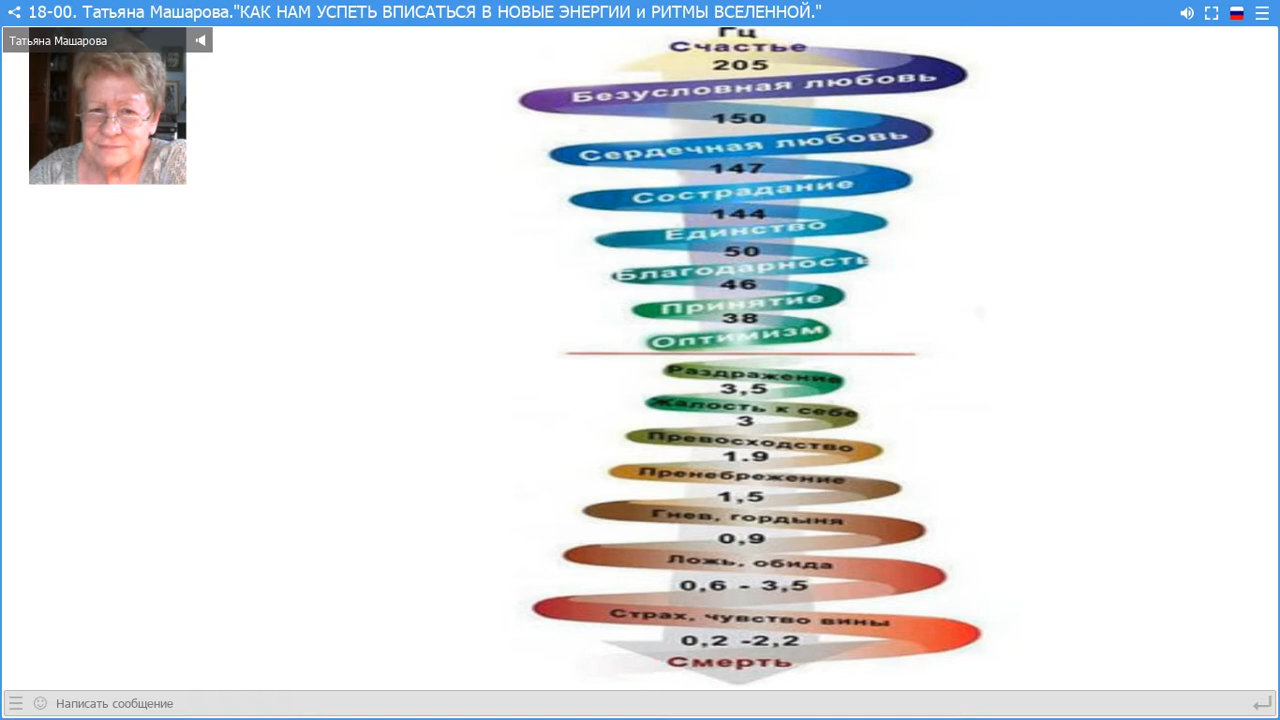 18-00. Татьяна Машарова."КАК НАМ УСПЕТЬ ВПИСАТЬСЯ В НОВЫЕ ЭНЕРГИИ и РИТМЫ ВСЕЛЕННОЙ."
Татьяна Машарова
Гц
Счастье
205
Безусловная любовь
150
Сердечная любовь
147
Сострадание
144
Единство
50
Благодарность
46
Принятие
38
Оптимизм
Раздражение
3,5
Жалость к себе
3
Превосходство
1.9
Пренебрежение
1,5
Гнев, гордыня
0,9
Ложь, обида
0,6 - 3,5
Страх, чувство вины
0,2 -2,2
Смерть
Написать сообщение